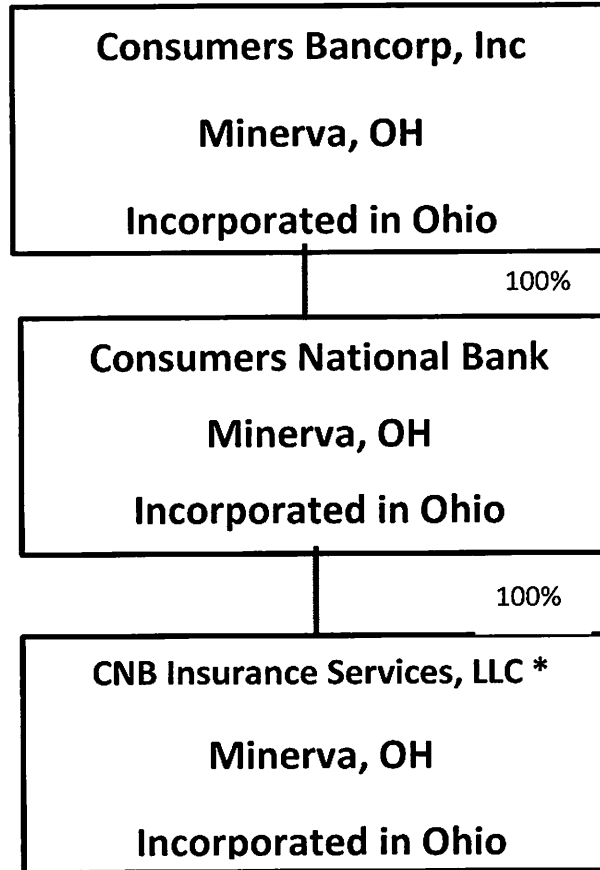 Consumers Bancorp, Inc
Minerva, OH
Incorporated in Ohio
100%
Consumers National Bank
Minerva, OH
Incorporated in Ohio
100%
CNB Insurance Services, LLC *
Minerva, OH
Incorporated in Ohio